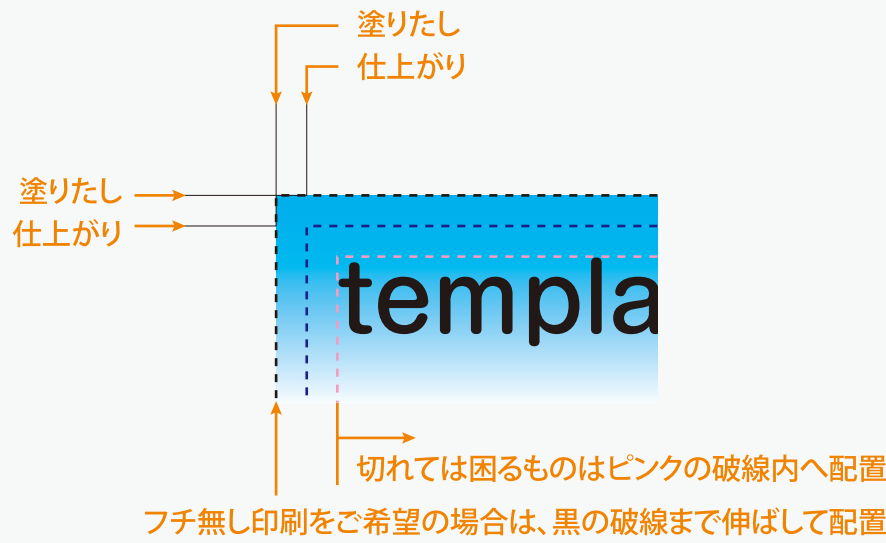 塗りたし
仕上がり
塗りたし
仕上がり
templa
切れては困るものはピンクの破線内へ配置
フチ無し印刷をご希望の場合は、黒の破線まで伸ばして配置